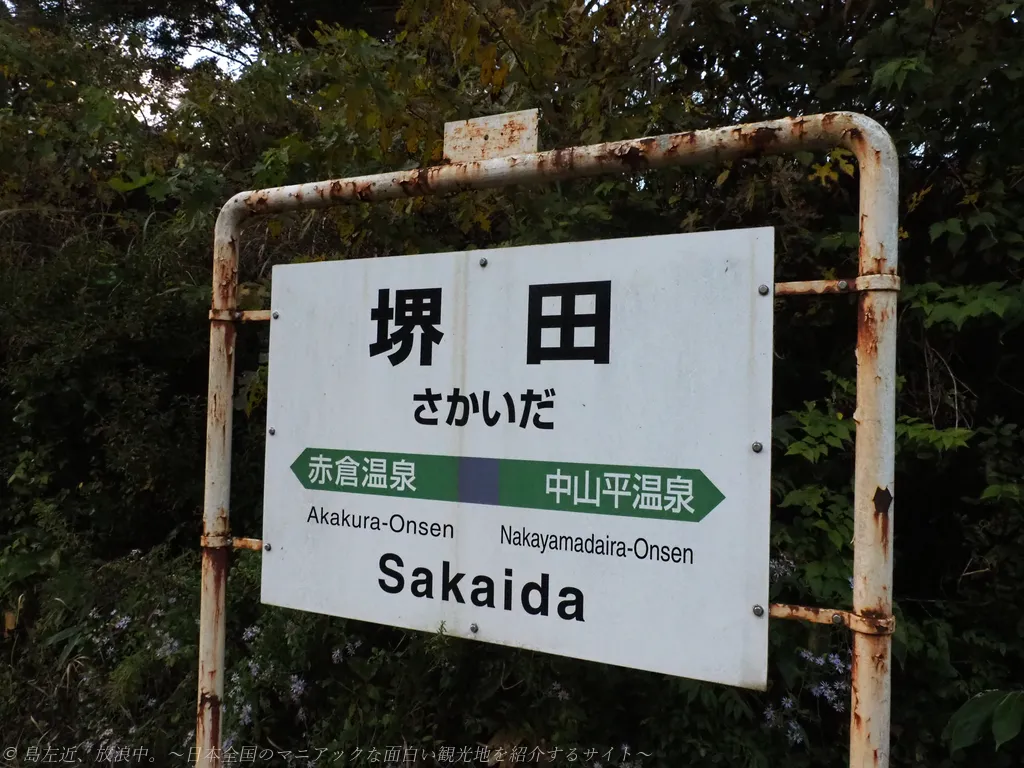 堺田
さかいだ
赤倉温泉 中山平温泉
Akakura-Onsen Nakayamadaira-Onsen
Sakaida
© 島左近、放浪中。 ~日本全国のマニアックな面白い観光地を紹介するサイト~